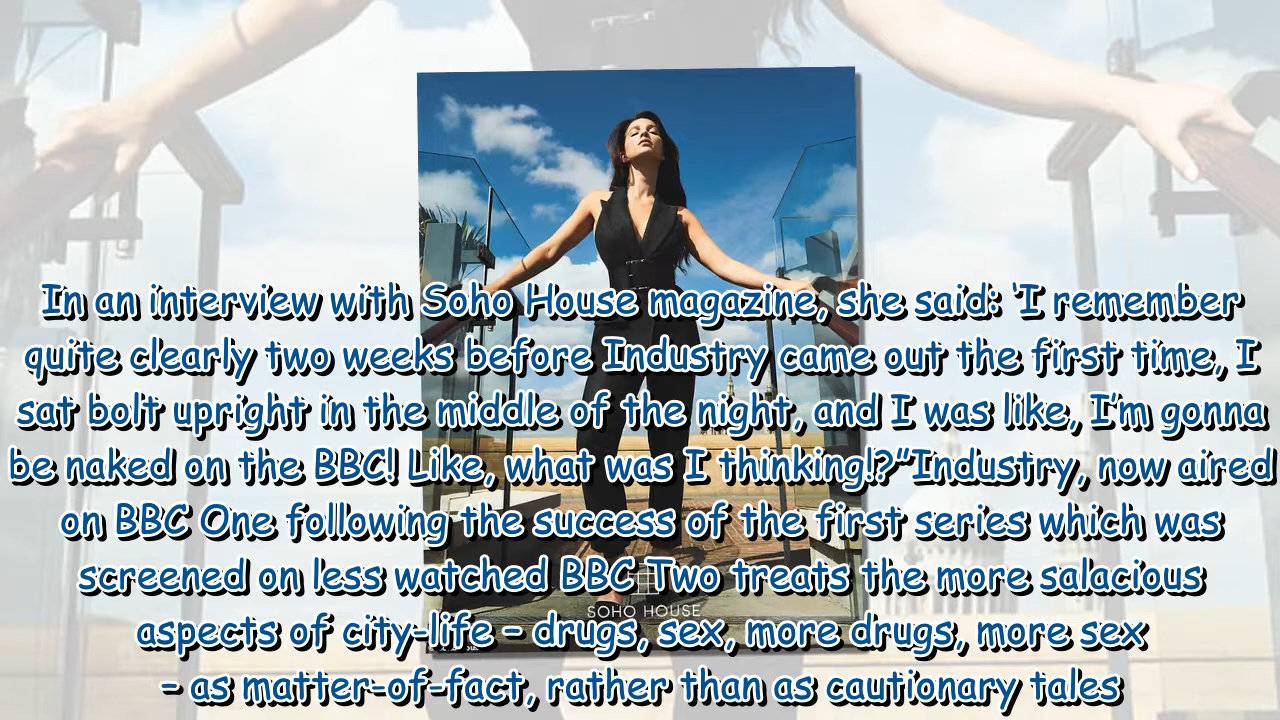 In an interview with Soho House magazine, she said: 'I remember
quite clearly two weeks before Industry came out the first time, I
sat bolt upright in the middle of the night, and I was like, I'm gonna
be naked on the BBC! Like, what was I thinking!?”Industry, now aired
on BBC One following the success of the first series which was
screened on less watched BBC Two treats the more salacious
SOHO HOUSE
aspects of city-life – drugs, sex, more drugs, more sex
– as matter-of-fact, rather than as cautionary tales